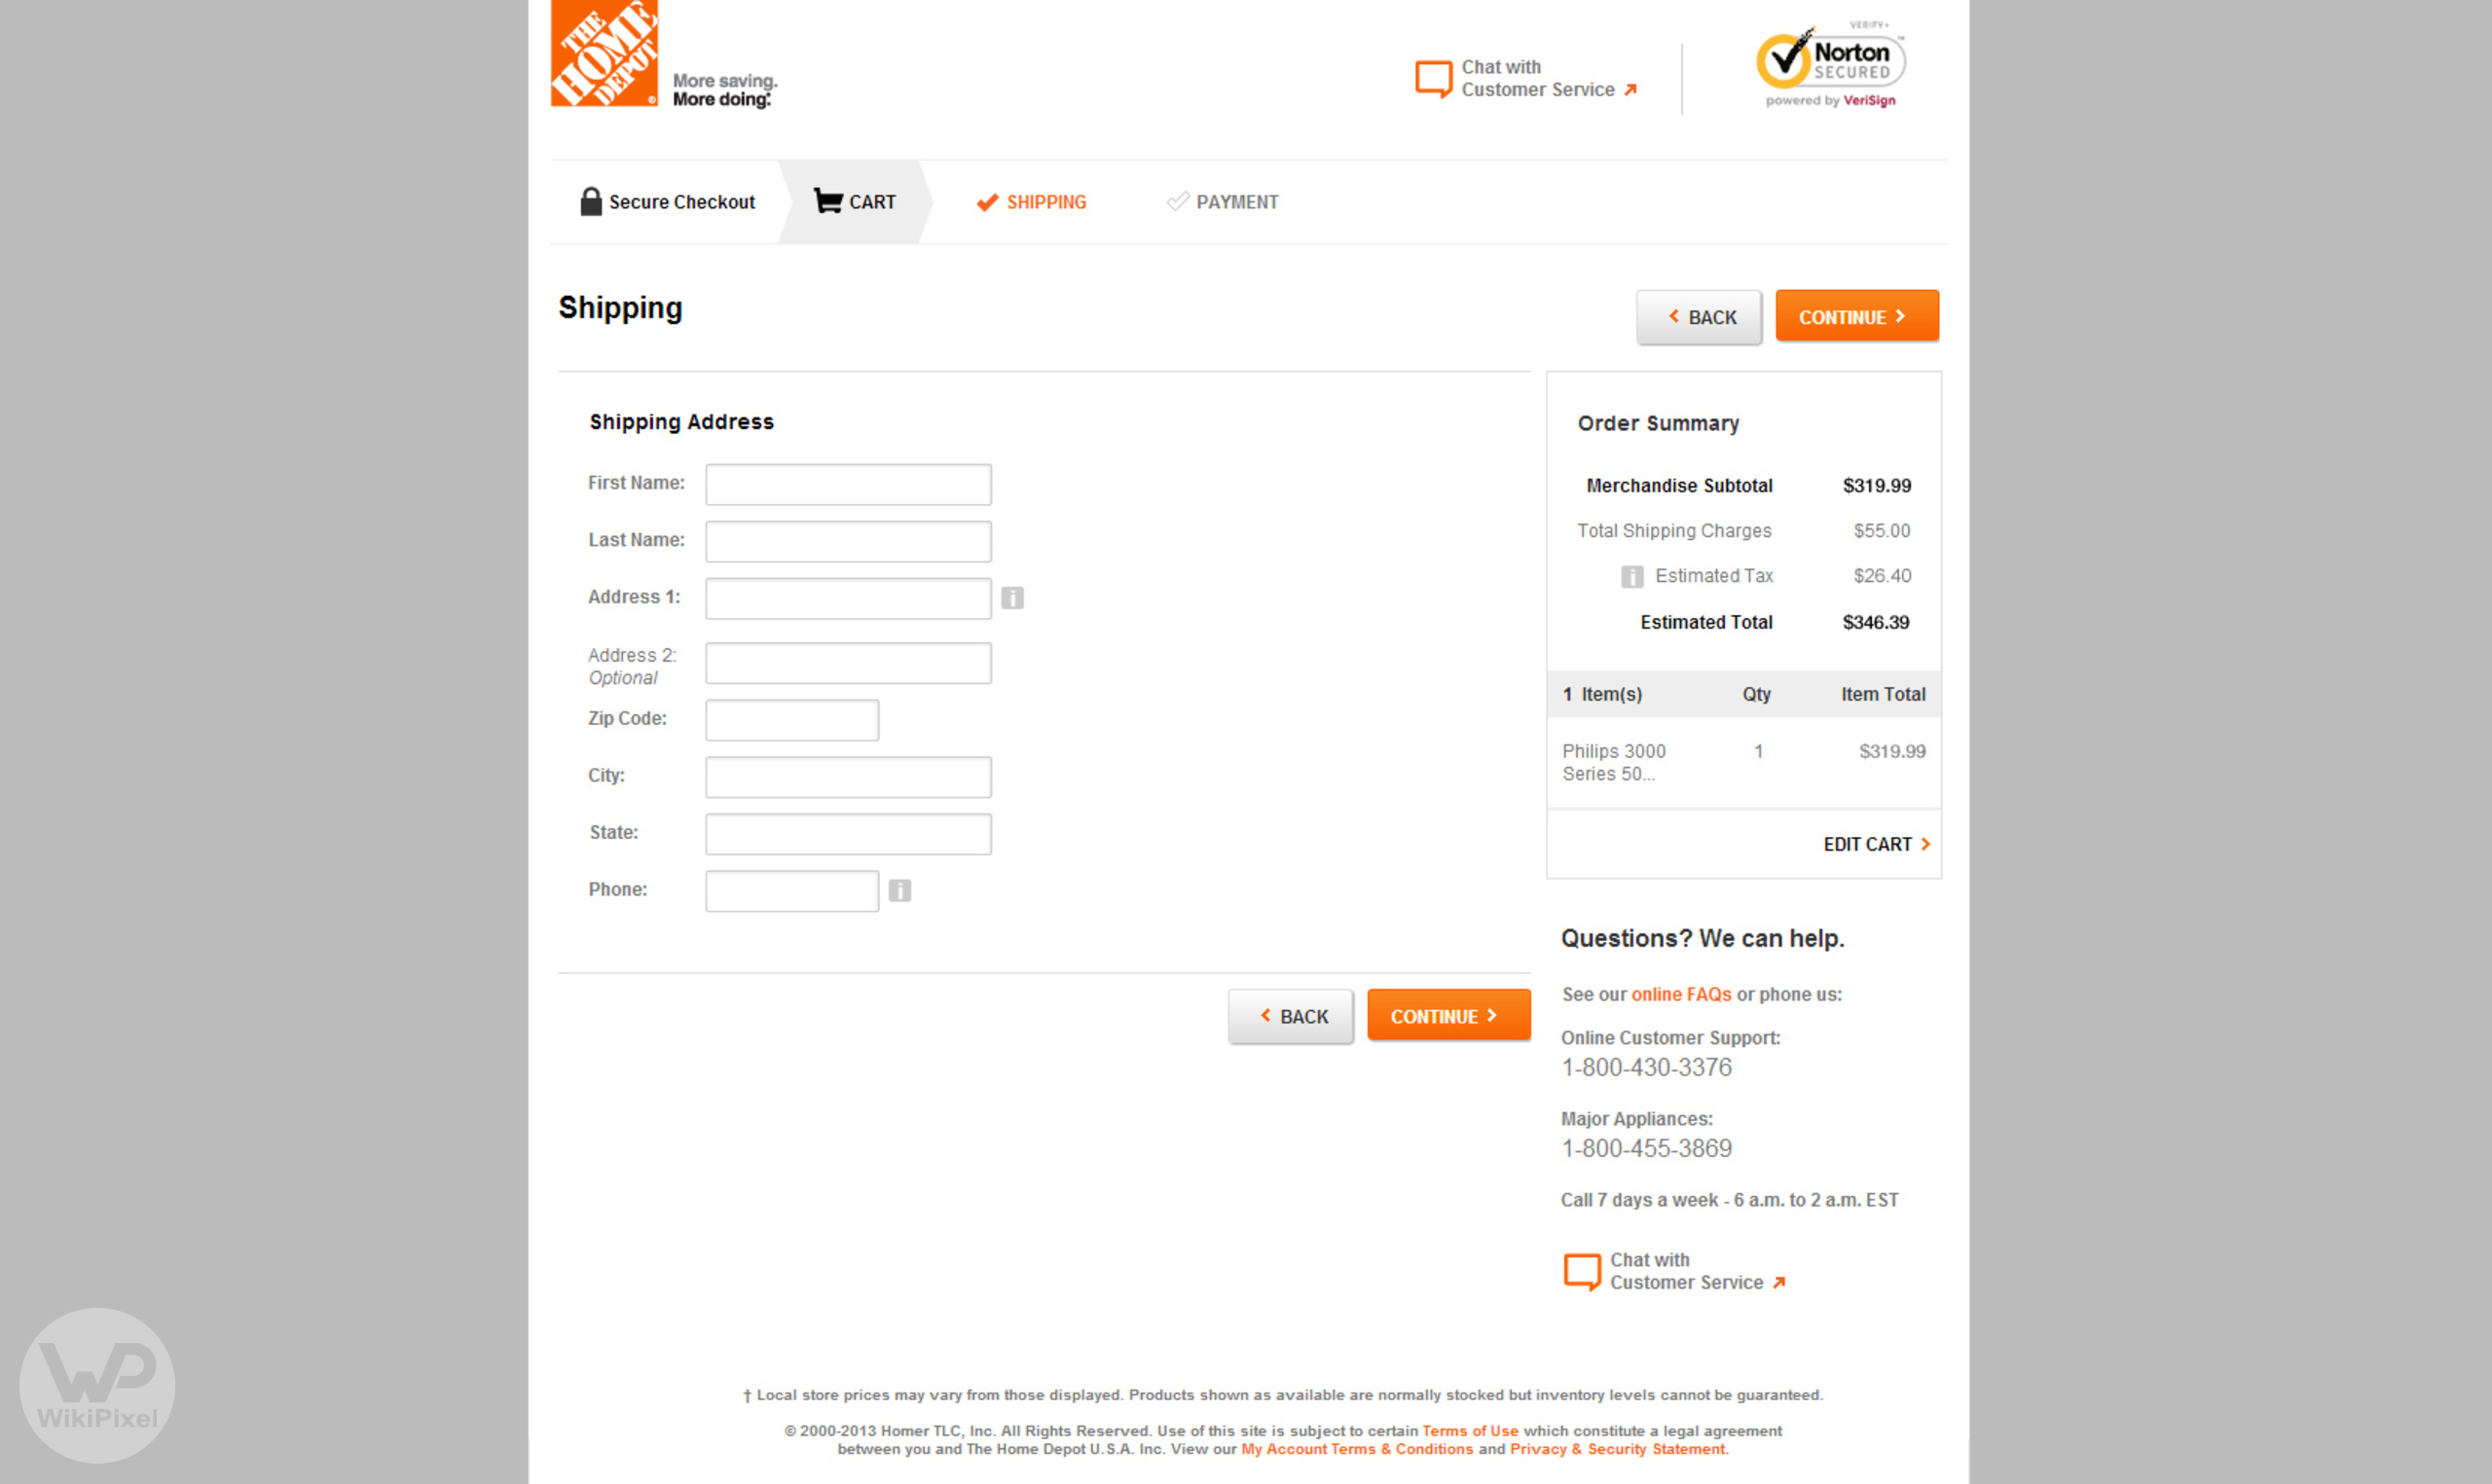 THE
HOME
DEPOT
®
More saving.
More doing.
Chat with
Customer Service
VERIFY
Norton
SECURED
powered by VeriSign
Secure Checkout
CART
SHIPPING
PAYMENT
Shipping
BACK
CONTINUE
Shipping Address
First Name:
Last Name:
Address 1:
i
Address 2:
Optional
Zip Code:
City:
State:
Phone:
i
BACK
CONTINUE
Order Summary
Merchandise Subtotal $319.99
Total Shipping Charges $55.00
i Estimated Tax $26.40
Estimated Total $346.39
1 Item(s) Qty Item Total
Philips 3000 1 $319.99
Series 50...
EDIT CART
Questions? We can help.
See our online FAQs or phone us:
Online Customer Support:
1-800-430-3376
Major Appliances:
1-800-455-3869
Call 7 days a week - 6 a.m. to 2 a.m. EST
Chat with
Customer Service
† Local store prices may vary from those displayed. Products shown as available are normally stocked but inventory levels cannot be guaranteed.
© 2000-2013 Homer TLC, Inc. All Rights Reserved. Use of this site is subject to certain Terms of Use which constitute a legal agreement
between you and The Home Depot U.S.A. Inc. View our My Account Terms & Conditions and Privacy & Security Statement.
WP
WikiPixel